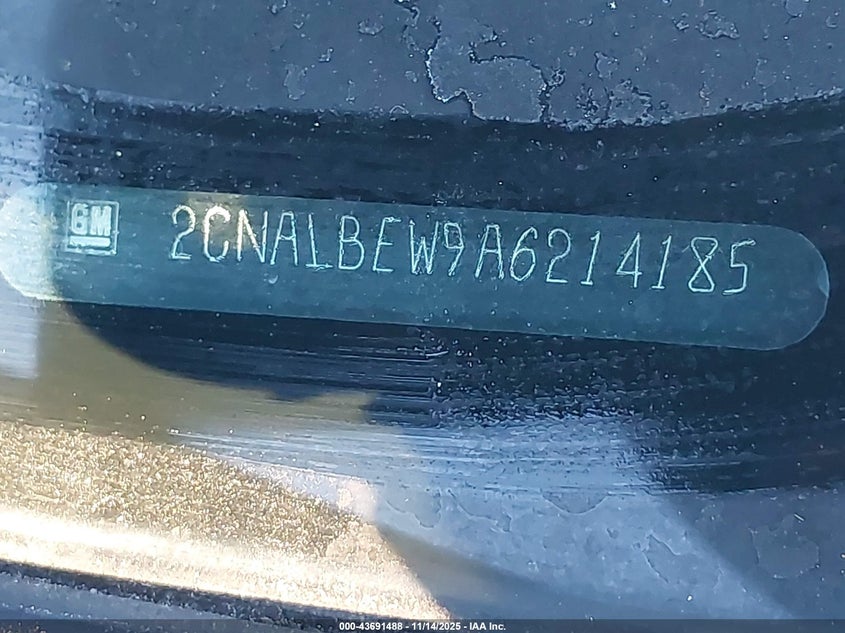 GM 2CNALBEW9A6214185
000-43691488 - 11/14/2025 - IAA Inc.